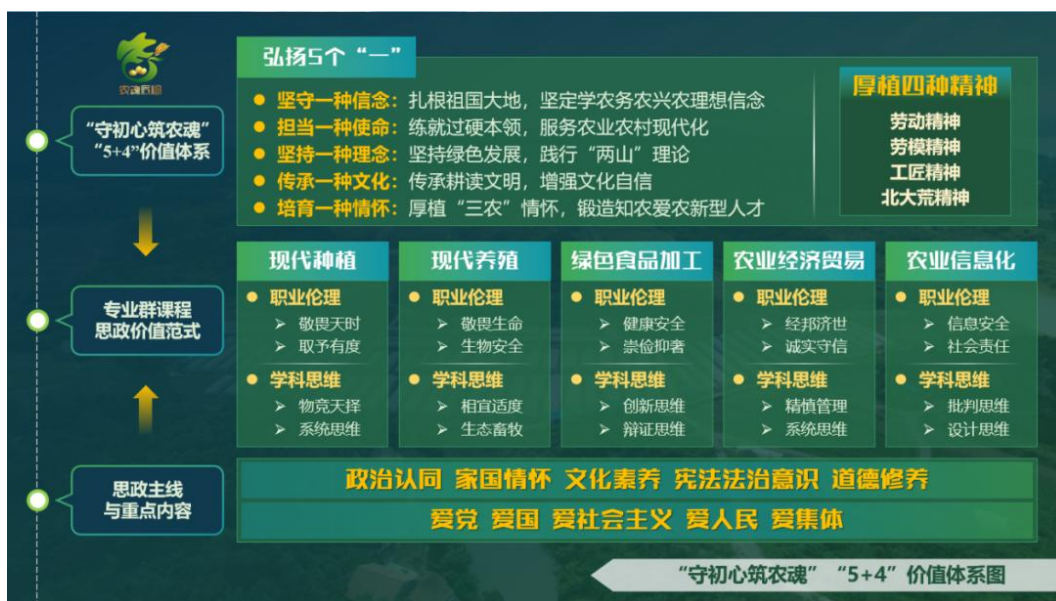 弘扬5个“一”
农魂匠心
“守初心筑农魂”
“5+4”价值体系
坚守一种信念：扎根祖国大地，坚定学农务农兴农理想信念
担当一种使命：练就过硬本领，服务农业农村现代化
坚持一种理念：坚持绿色发展，践行“两山”理论
传承一种文化：传承耕读文明，增强文化自信
培育一种情怀：厚植“三农”情怀，锻造知农爱农新型人才
厚植四种精神
劳动精神
劳模精神
工匠精神
北大荒精神
专业群课程
思政价值范式
现代种植
职业伦理
敬畏天时
取予有度
学科思维
物竞天择
系统思维
现代养殖
职业伦理
敬畏生命
生物安全
学科思维
相宜适度
生态畜牧
绿色食品加工
职业伦理
健康安全
崇俭抑奢
学科思维
创新思维
辩证思维
农业经济贸易
职业伦理
经邦济世
诚实守信
学科思维
精慎管理
系统思维
农业信息化
职业伦理
信息安全
社会责任
学科思维
批判思维
设计思维
思政主线
与重点内容
政治认同 家国情怀 文化素养 宪法法治意识 道德修养
爱党 爱国 爱社会主义 爱人民 爱集体
“守初心筑农魂”“5+4”价值体系图